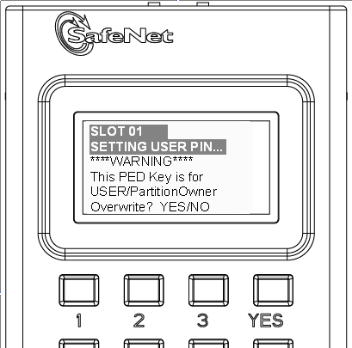 SafeNet
SLOT 01
SETTING USER PIN...
****WARNING****
This PED Key is for
USER/PartitionOwner
Overwrite? YES/NO
1 2 3 YES